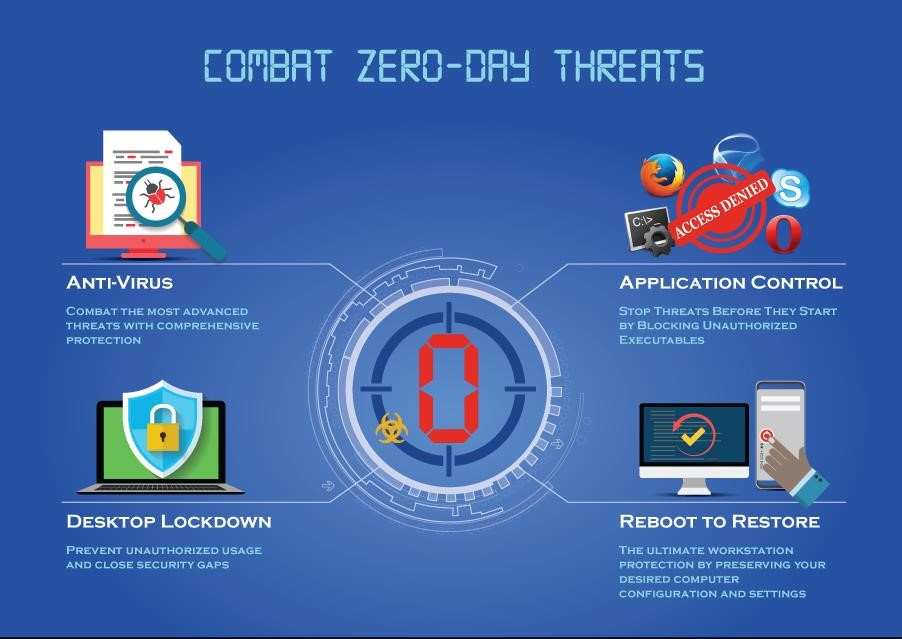 COMBAT ZERO-DAY THREATS
ANTI-VIRUS
COMBAT THE MOST ADVANCED
THREATS WITH COMPREHENSIVE
PROTECTION
C:\>_
S
ACCESS DENIED
APPLICATION CONTROL
STOP THREATS BEFORE THEY START
BY BLOCKING UNAUTHORIZED
EXECUTABLES
0
DESKTOP LOCKDOWN
PREVENT UNAUTHORIZED USAGE
AND CLOSE SECURITY GAPS
REBOOT TO RESTORE
THE ULTIMATE WORKSTATION
PROTECTION BY PRESERVING YOUR
DESIRED COMPUTER
CONFIGURATION AND SETTINGS